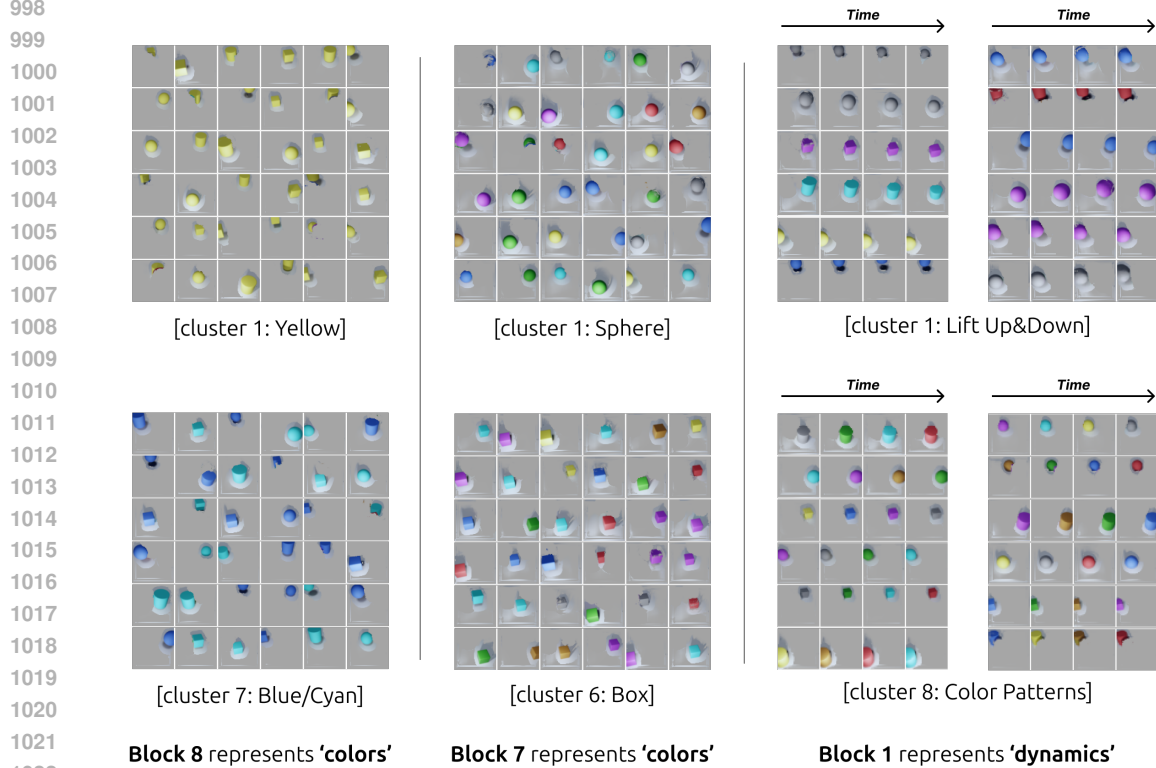 998
999
1000
1001
1002
1003
1004
1005
1006
1007
1008
1009
1010
1011
1012
1013
1014
1015
1016
1017
1018
1019
1020
1021
Time
Time
[cluster 1: Yellow]
[cluster 1: Sphere]
[cluster 1: Lift Up&Down]
Time
Time
[cluster 7: Blue/Cyan]
[cluster 6: Box]
[cluster 8: Color Patterns]
Block 8 represents ‘colors’
Block 7 represents ‘colors’
Block 1 represents ‘dynamics’